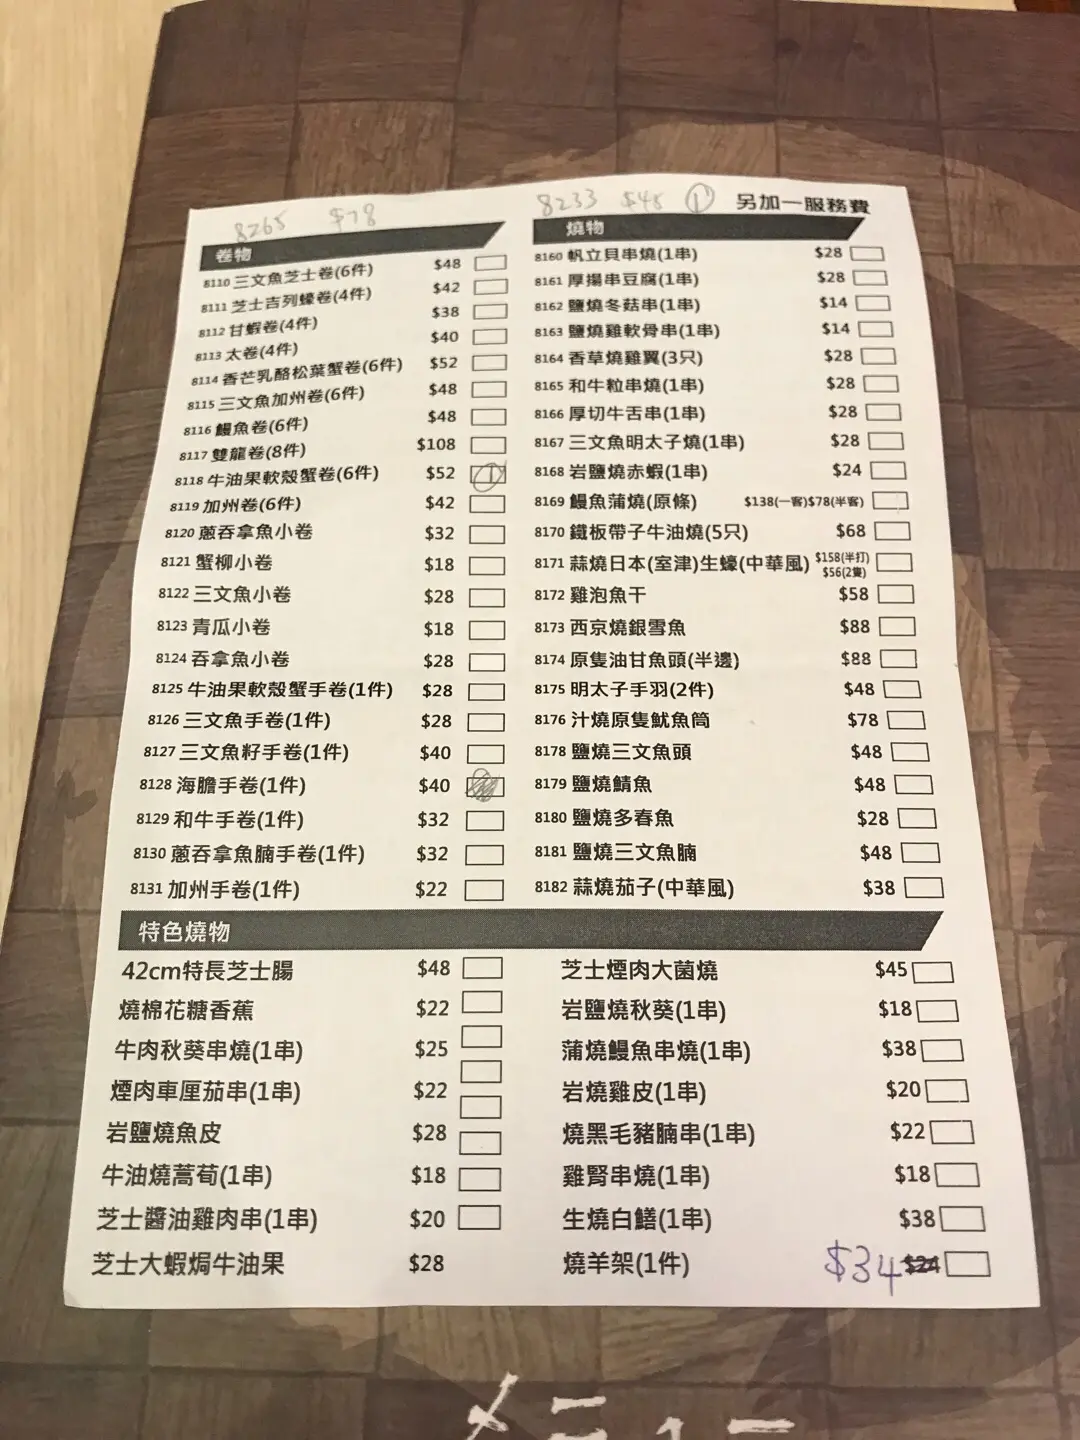 8265 $78
8233 $45 1 另加一服務費
卷物
8110 三文魚芝士卷(6件) $48
8111 芝士吉列蠔卷(4件) $42
8112 甘蝦卷(4件) $38
8113 太卷(4件) $40
8114 香芒乳酪松葉蟹卷(6件) $52
8115 三文魚加州卷(6件) $48
8116 鰻魚卷(6件) $48
8117 雙龍卷(8件) $108
8118 牛油果軟殼蟹卷(6件) $52 1
8119 加州卷(6件) $42
8120 蔥吞拿魚小卷 $32
8121 蟹柳小卷 $18
8122 三文魚小卷 $28
8123 青瓜小卷 $18
8124 吞拿魚小卷 $28
8125 牛油果軟殼蟹手卷(1件) $28
8126 三文魚手卷(1件) $28
8127 三文魚籽手卷(1件) $40
8128 海膽手卷(1件) $40
8129 和牛手卷(1件) $32
8130 蔥吞拿魚腩手卷(1件) $32
8131 加州手卷(1件) $22
燒物
8160 帆立貝串燒(1串) $28
8161 厚揚串豆腐(1串) $28
8162 鹽燒冬菇串(1串) $14
8163 鹽燒雞軟骨串(1串) $14
8164 香草燒雞翼(3只) $28
8165 和牛粒串燒(1串) $28
8166 厚切牛舌串(1串) $28
8167 三文魚明太子燒(1串) $28
8168 岩鹽燒赤蝦(1串) $24
8169 鰻魚蒲燒(原條) $138(一客)$78(半客)
8170 鐵板帶子牛油燒(5只) $68
8171 蒜燒日本(室津)生蠔(中華風) $158(半打)
$56(2隻)
8172 雞泡魚干 $58
8173 西京燒銀雪魚 $88
8174 原隻油甘魚頭(半邊) $88
8175 明太子手羽(2件) $48
8176 汁燒原隻魷魚筒 $78
8178 鹽燒三文魚頭 $48
8179 鹽燒鯖魚 $48
8180 鹽燒多春魚 $28
8181 鹽燒三文魚腩 $48
8182 蒜燒茄子(中華風) $38
特色燒物
42cm特長芝士腸 $48
燒棉花糖香蕉 $22
牛肉秋葵串燒(1串) $25
煙肉車厘茄串(1串) $22
岩鹽燒魚皮 $28
牛油燒蒿荀(1串) $18
芝士醬油雞肉串(1串) $20
芝士大蝦焗牛油果 $28
芝士煙肉大菌燒 $45
岩鹽燒秋葵(1串) $18
蒲燒鰻魚串燒(1串) $38
岩燒雞皮(1串) $20
燒黑毛豬腩串(1串) $22
雞腎串燒(1串) $18
生燒白鱔(1串) $38
燒羊架(1件) $34 $24